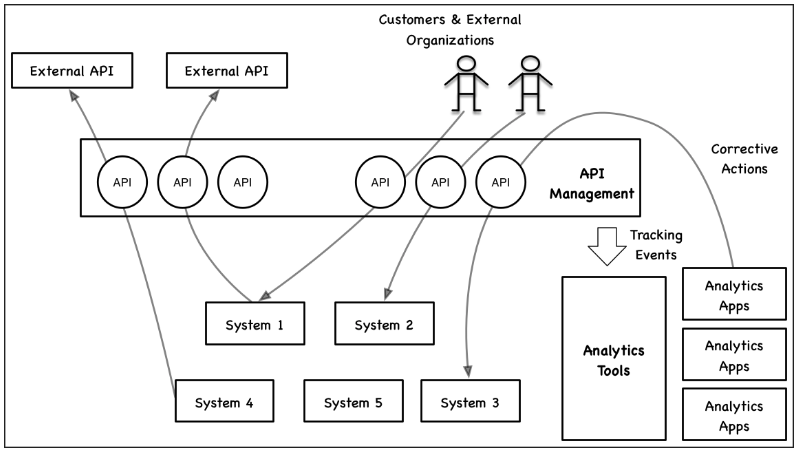 Customers & External
Organizations
External API
External API
Corrective
Actions
API
API
API
API
API
API
API
Management
Tracking
Events
System 1
System 2
Analytics
Tools
Analytics
Apps
Analytics
Apps
System 4
System 5
System 3
Analytics
Apps